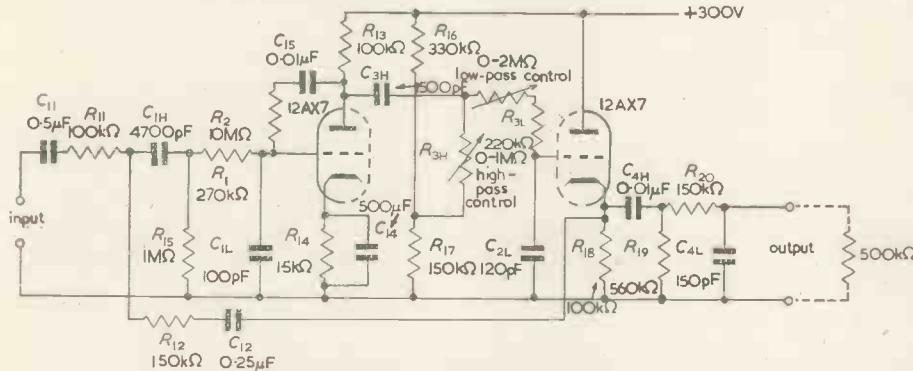 +300V
R13
100kΩ
R16
330kΩ
C15
0·01μF
C3H
500pF
0-2MΩ
low-pass control
12AX7
12AX7
C11
0·5μF
R11
100kΩ
C1H
4700pF
R2
10MΩ
R3L
220kΩ
R1
270kΩ
R3H
0-1MΩ
high-
pass
control
C4H
0·01μF
R20
150kΩ
input
500μF
C14
R15
1MΩ
C1L
100pF
R14
1·5kΩ
R17
150kΩ
C2L
120pF
R18
100kΩ
R19
560kΩ
C4L
150pF
output
500kΩ
R12
150kΩ
C12
0·25μF